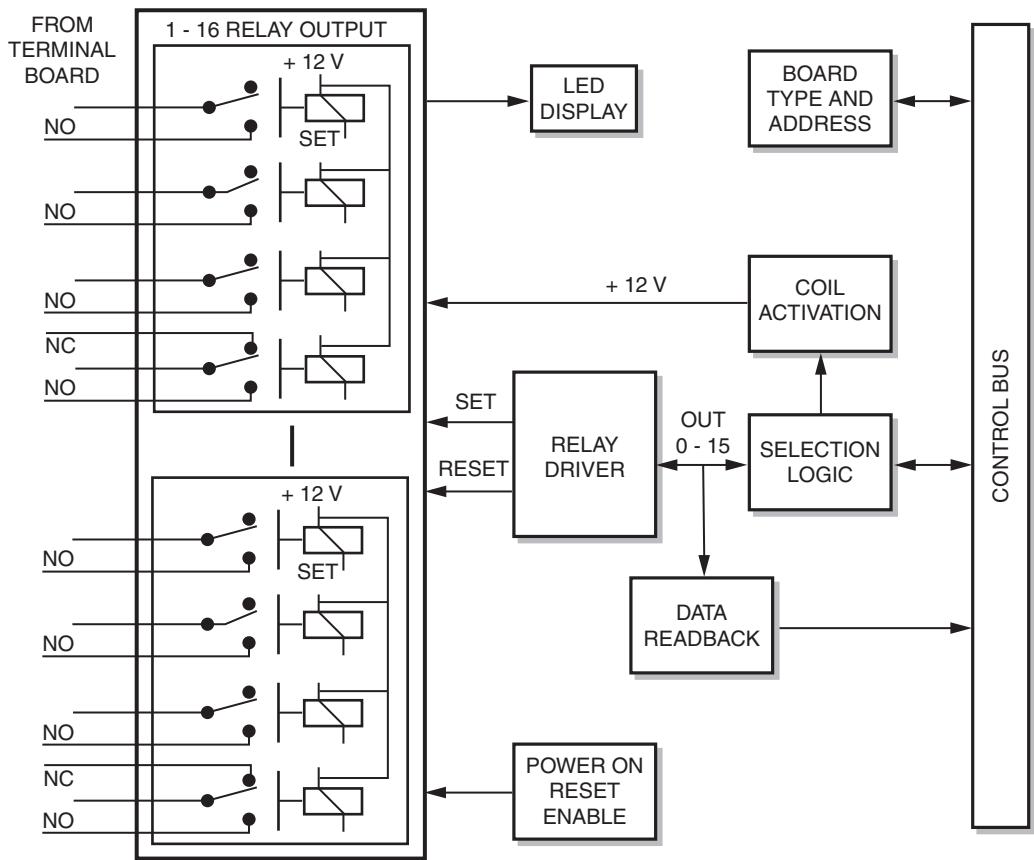 FROM
TERMINAL
BOARD
1 - 16 RELAY OUTPUT
+ 12 V
NO
SET
NO
NO
NC
NO
+ 12 V
NO
SET
NO
NO
NC
NO
LED
DISPLAY
BOARD
TYPE AND
ADDRESS
+ 12 V
COIL
ACTIVATION
SET
RESET
RELAY
DRIVER
OUT
0 - 15
SELECTION
LOGIC
DATA
READBACK
POWER ON
RESET
ENABLE
CONTROL BUS